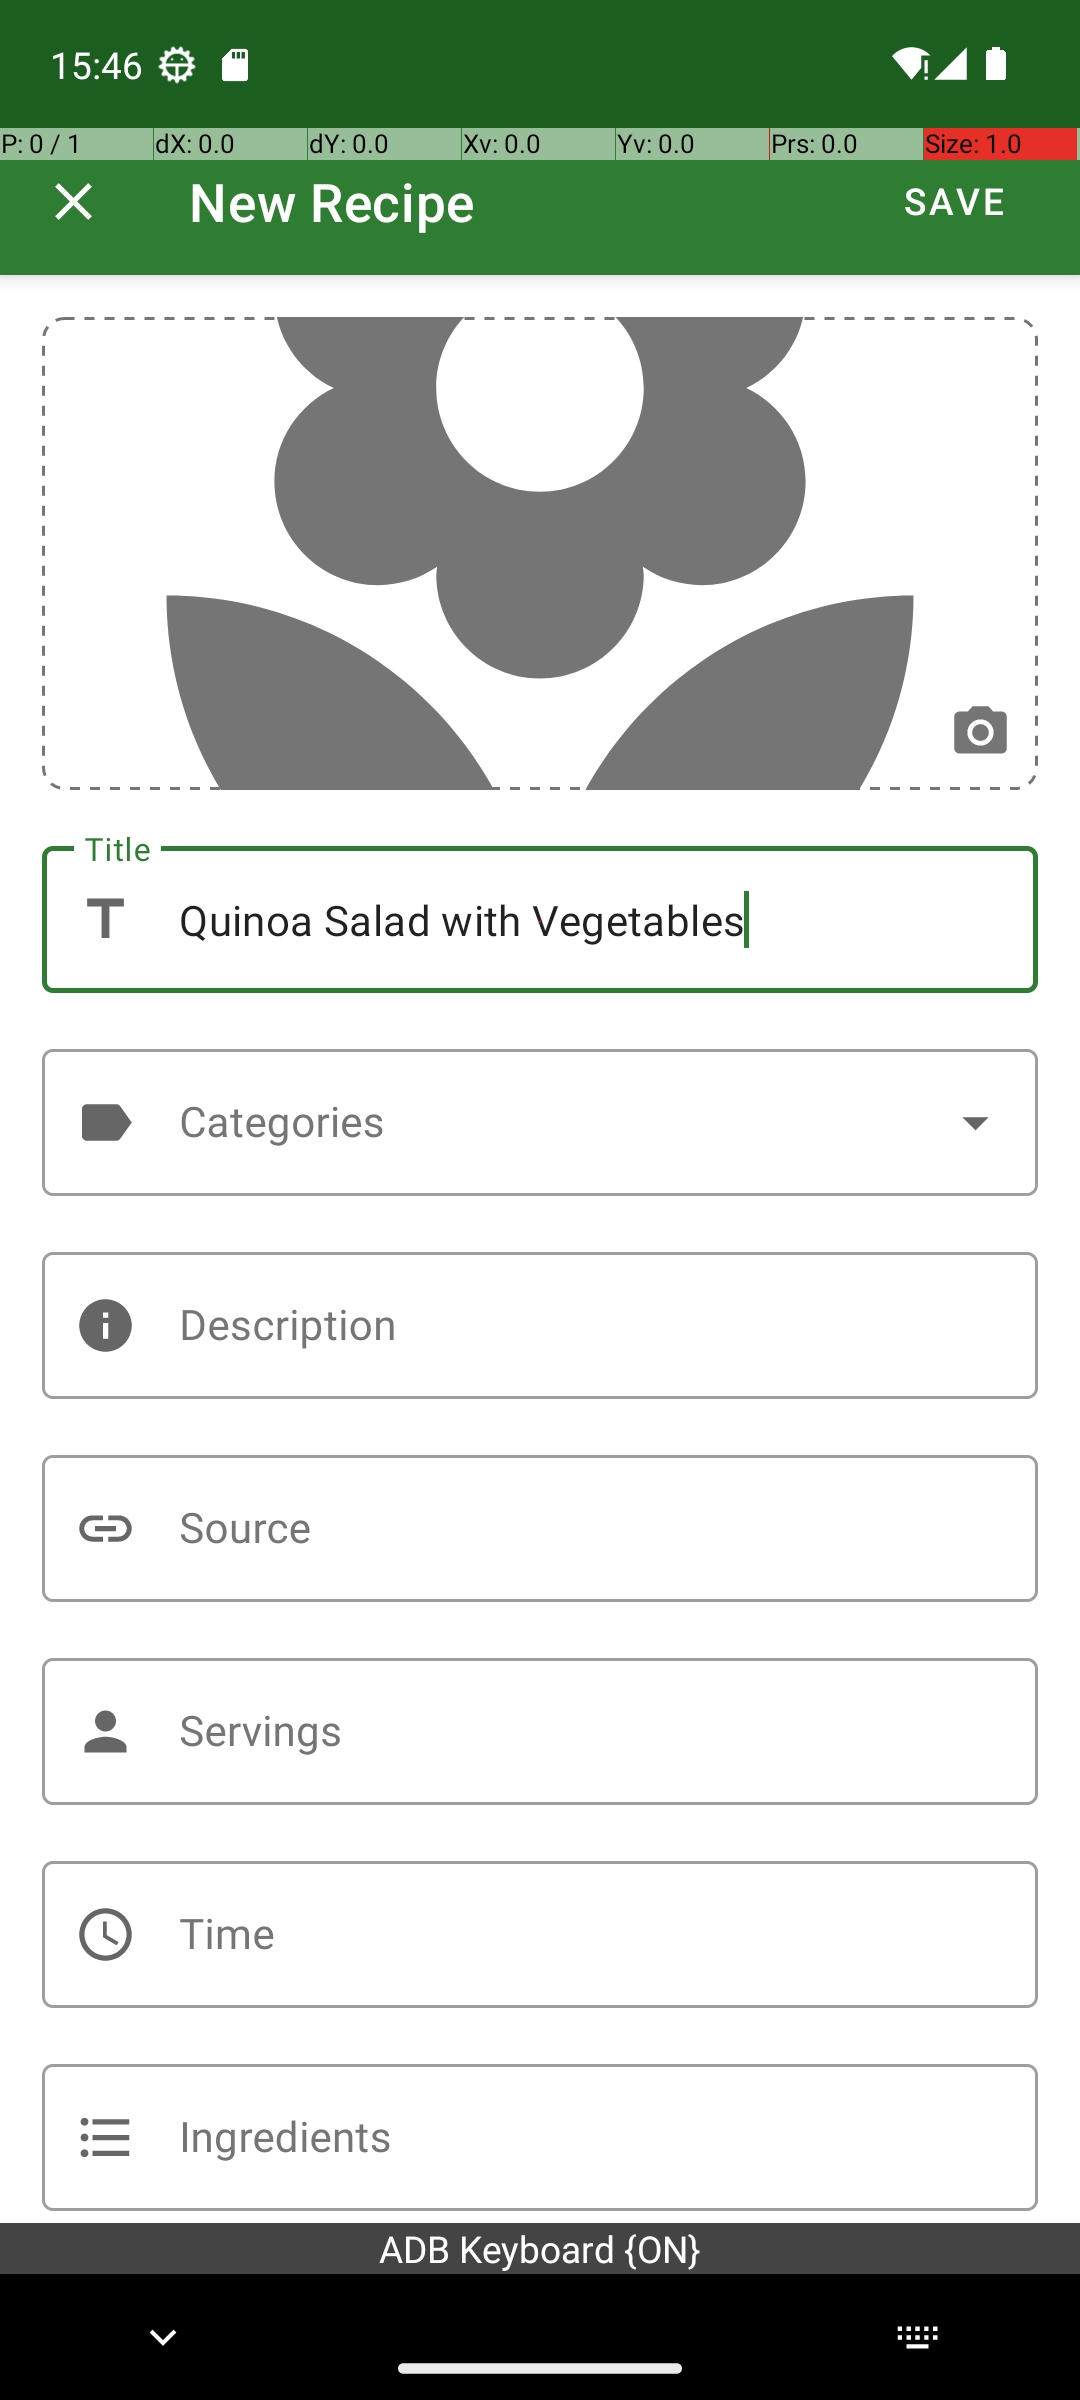 15:46
P: 0 / 1 dX: 0.0 dY: 0.0 Xv: 0.0 Yv: 0.0 Prs: 0.0 Size: 1.0
New Recipe SAVE
Title
Quinoa Salad with Vegetables
Categories
Description
Source
Servings
Time
Ingredients
ADB Keyboard {ON}